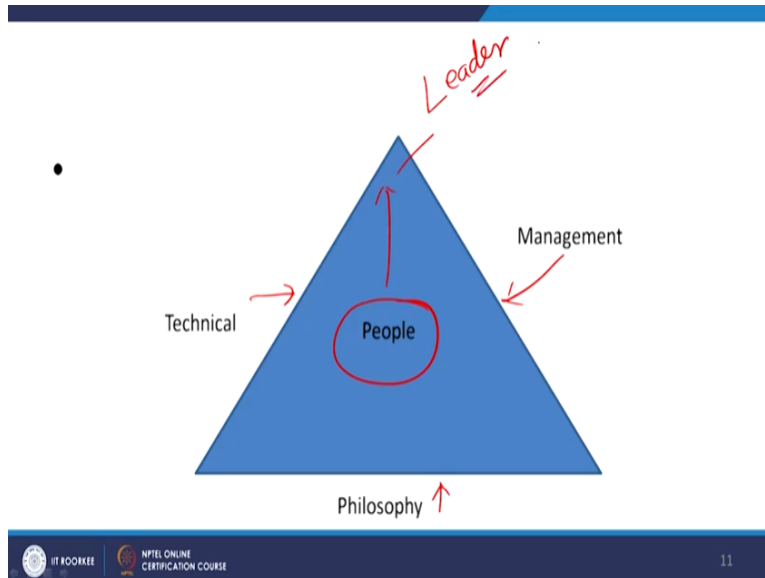 Leader
Management
Technical
People
Philosophy
IIT ROORKEE
NPTEL ONLINE
CERTIFICATION COURSE
11